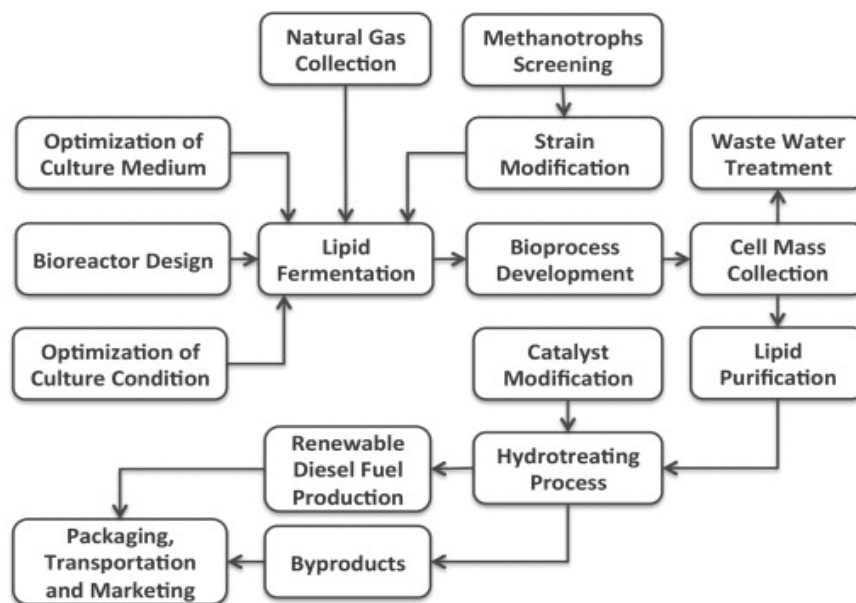 Natural Gas
Collection
Methanotrophs
Screening
Optimization of
Culture Medium
Strain
Modification
Waste Water
Treatment
Bioreactor Design
Lipid
Fermentation
Bioprocess
Development
Cell Mass
Collection
Optimization of
Culture Condition
Catalyst
Modification
Lipid
Purification
Renewable
Diesel Fuel
Production
Hydrotreating
Process
Packaging,
Transportation
and Marketing
Byproducts